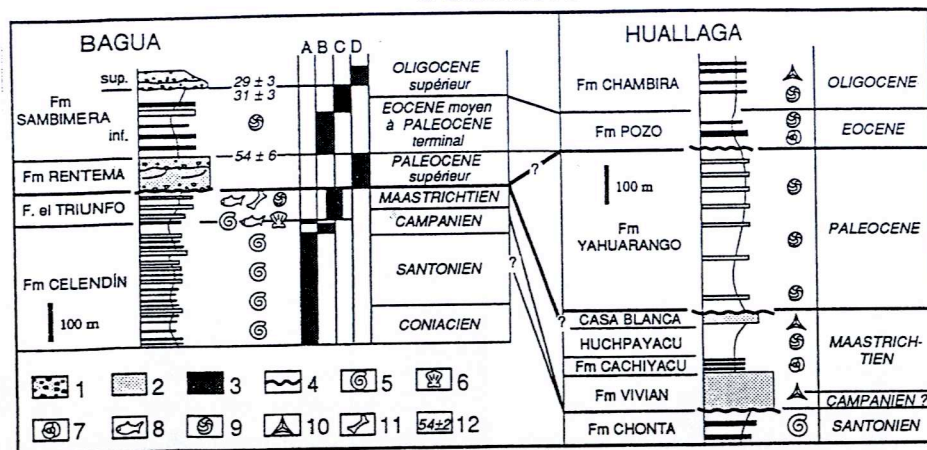 BAGUA
A B C D
sup.
Fm SAMBIMERA
inf.
Fm RENTEMA
F. el TRIUNFO
Fm CELENDÍN
100 m
29 ± 3
31 ± 3
54 ± 6
OLIGOCENE
supérieur
EOCENE moyen
à PALEOCENE
terminal
PALEOCENE
supérieur
MAASTRICHTIEN
CAMPANIEN
SANTONIEN
CONIACIEN
?
?
?
HUALLAGA
Fm CHAMBIRA
Fm POZO
100 m
Fm
YAHUARANGO
CASA BLANCA
HUCHPAYACU
Fm CACHIYACU
Fm VIVIAN
Fm CHONTA
OLIGOCENE
EOCENE
PALEOCENE
MAASTRICH-
TIEN
CAMPANIEN ?
SANTONIEN
1 2 3 4 5 6
7 8 9 10 11 54±2 12